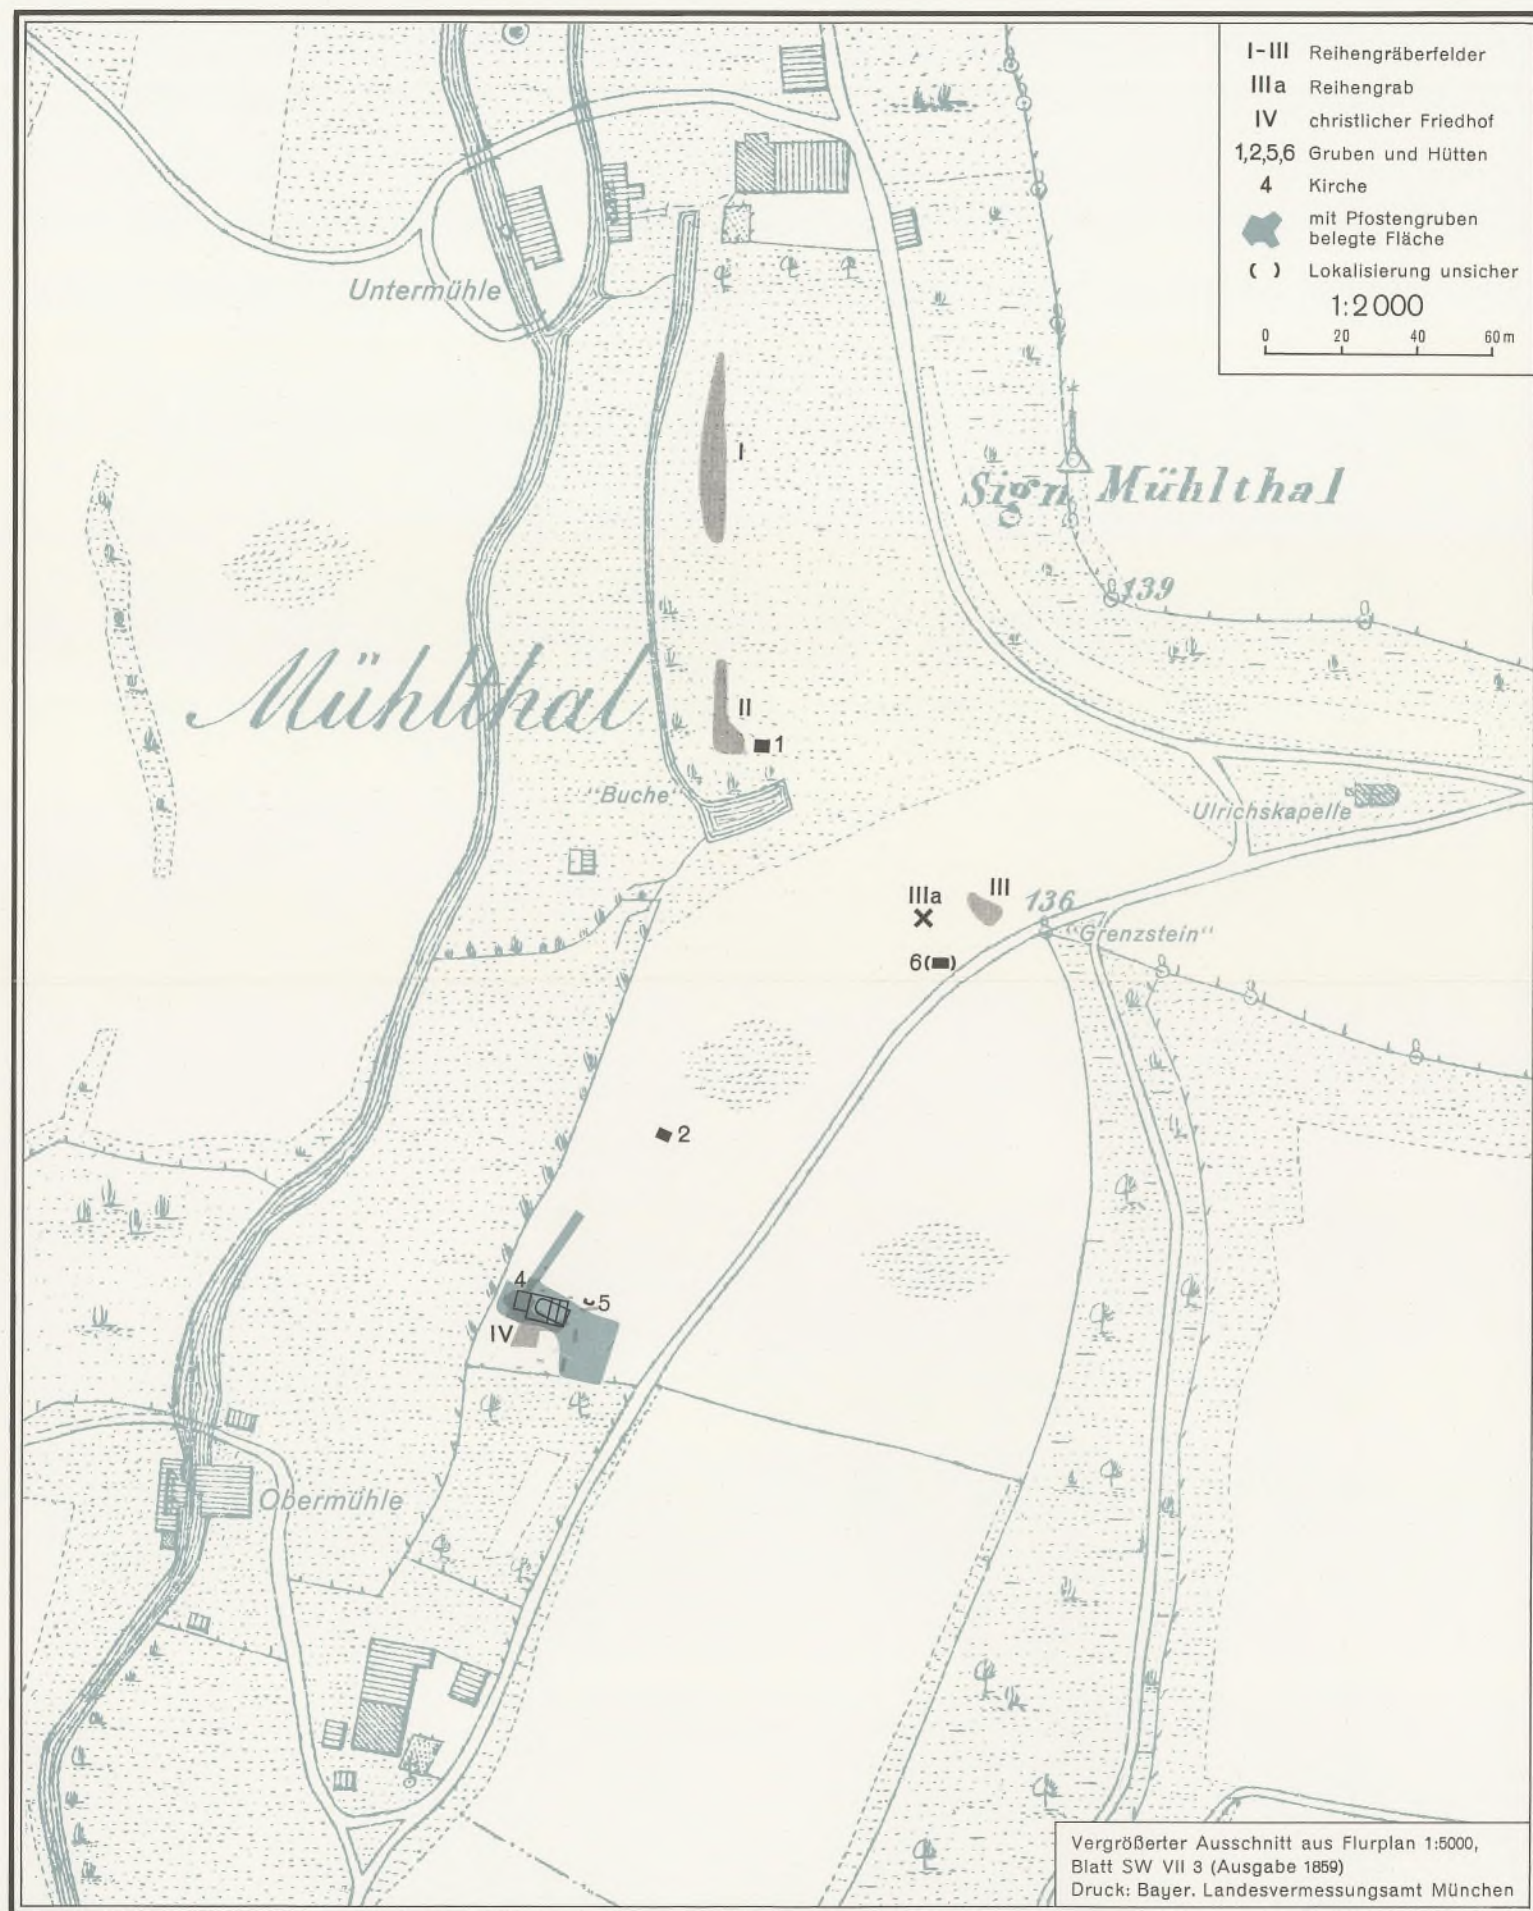 I-III Reihengräberfelder
IIIa Reihengrab
IV christlicher Friedhof
1,2,5,6 Gruben und Hütten
4 Kirche
mit Pfostengruben
belegte Fläche
( ) Lokalisierung unsicher
1:2000
0 20 40 60 m
Untermühle
I
Sign Mühlthal
139
Mühlthal
II
1
"Buche"
Ulrichskapelle
IIIa
III
136
"Grenzstein"
6(
)
2
4
5
IV
Obermühle
Vergrößerter Ausschnitt aus Flurplan 1:5000,
Blatt SW VII 3 (Ausgabe 1859)
Druck: Bayer. Landesvermessungsamt München